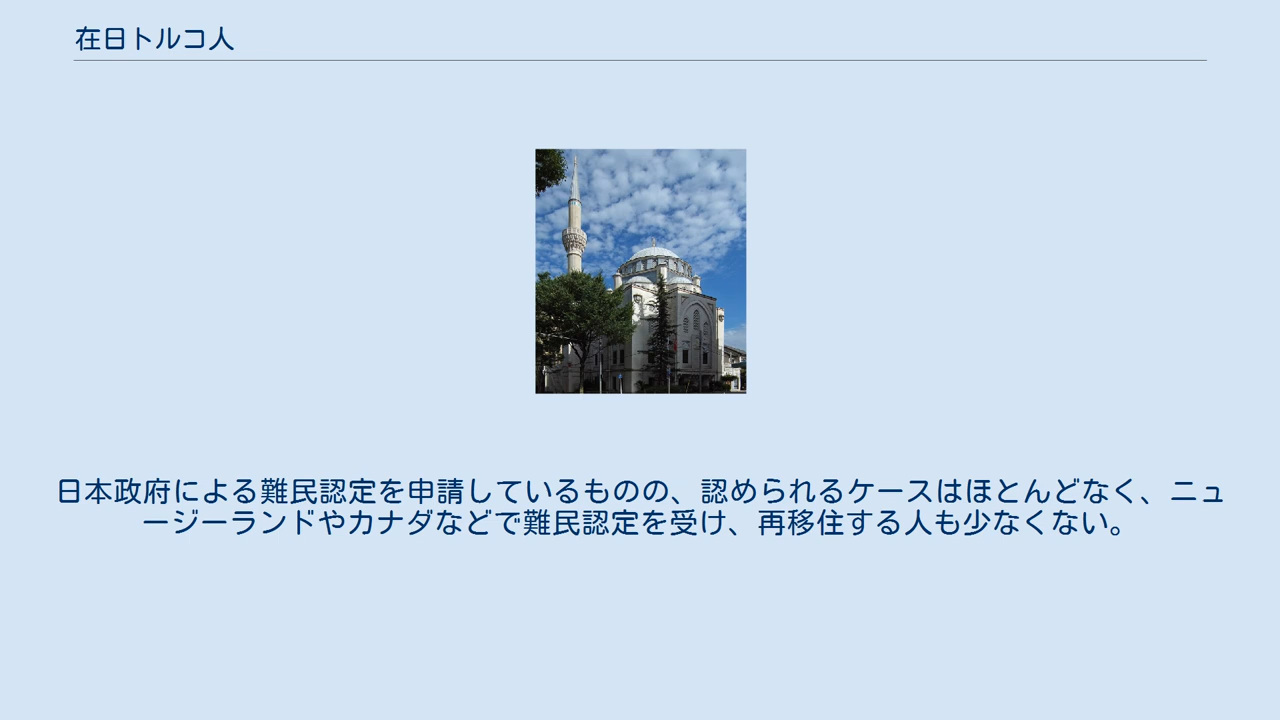 在日トルコ人
日本政府による難民認定を申請しているものの、認められるケースはほとんどなく、ニュ
ージーランドやカナダなどで難民認定を受け、再移住する人も少なくない。